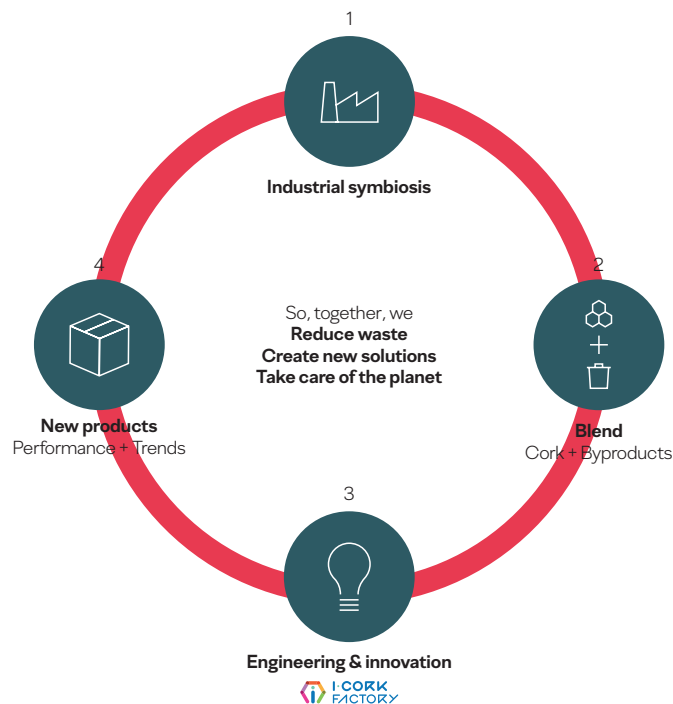 1
Industrial symbiosis
4
2
So, together, we
Reduce waste
Create new solutions
Take care of the planet
New products
Performance + Trends
Blend
Cork + Byproducts
3
Engineering & innovation
I·CORK
FACTORY